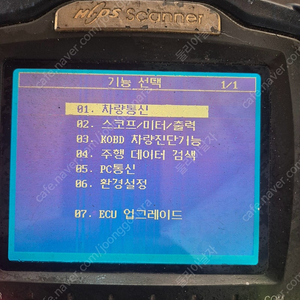 Scanner
기능 선택 1/1
01. 차량통신
02. 스코프/미터/출력
03. KOBD 차량진단기능
04. 주행 데이터 검색
05. PC통신
06. 환경설정
07. ECU 업그레이드